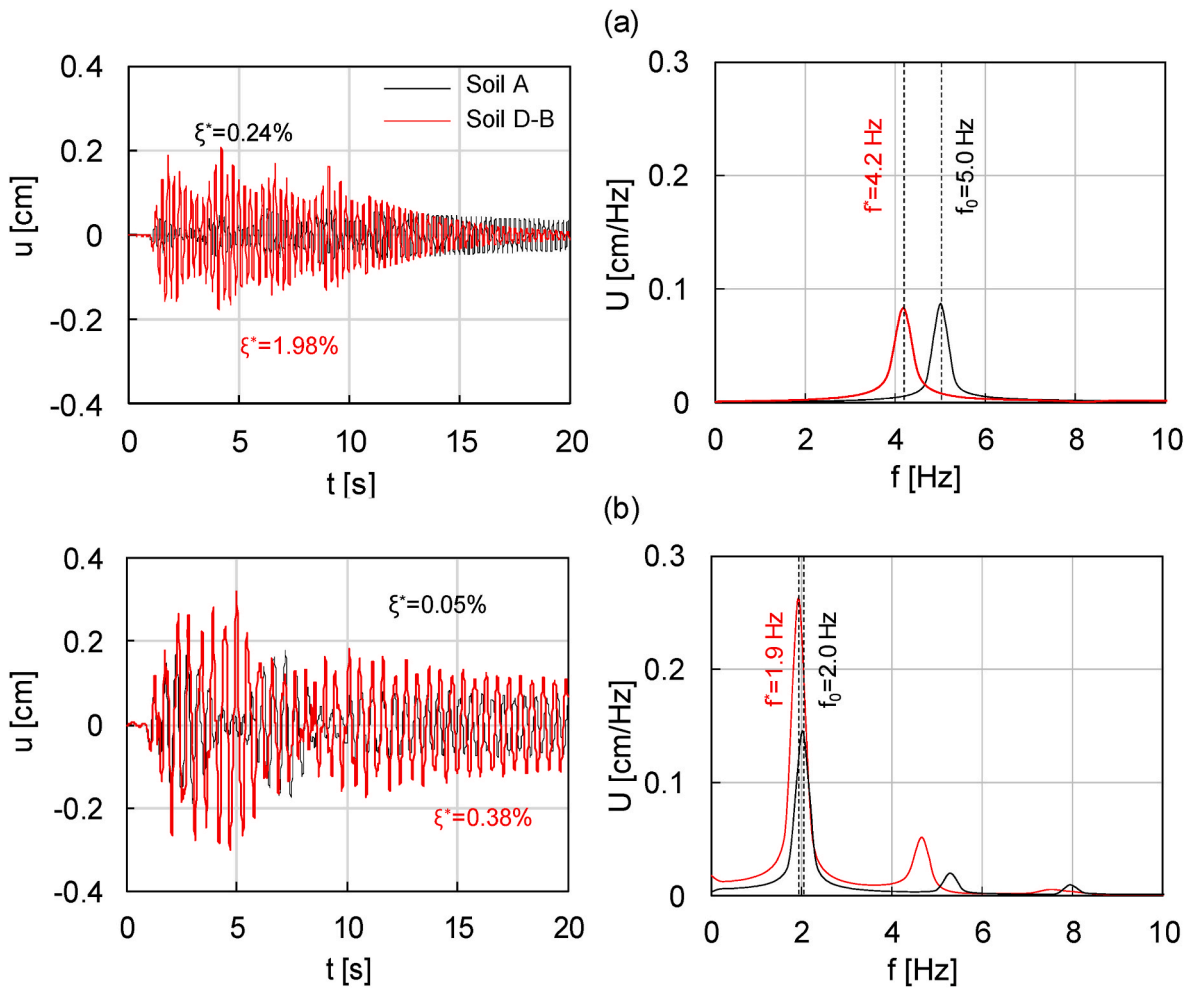 (a)
0.4
0.2
0
-0.2
-0.4
u [cm]
Soil A
Soil D-B
ξ*=0.24%
ξ*=1.98%
0 5 10 15 20
t [s]
0.3
0.2
0.1
0
U [cm/Hz]
f*=4.2 Hz
f₀=5.0 Hz
0 2 4 6 8 10
f [Hz]
(b)
0.4
0.2
0
-0.2
-0.4
u [cm]
ξ*=0.05%
ξ*=0.38%
0 5 10 15 20
t [s]
0.3
0.2
0.1
0
U [cm/Hz]
f*=1.9 Hz
f₀=2.0 Hz
0 2 4 6 8 10
f [Hz]